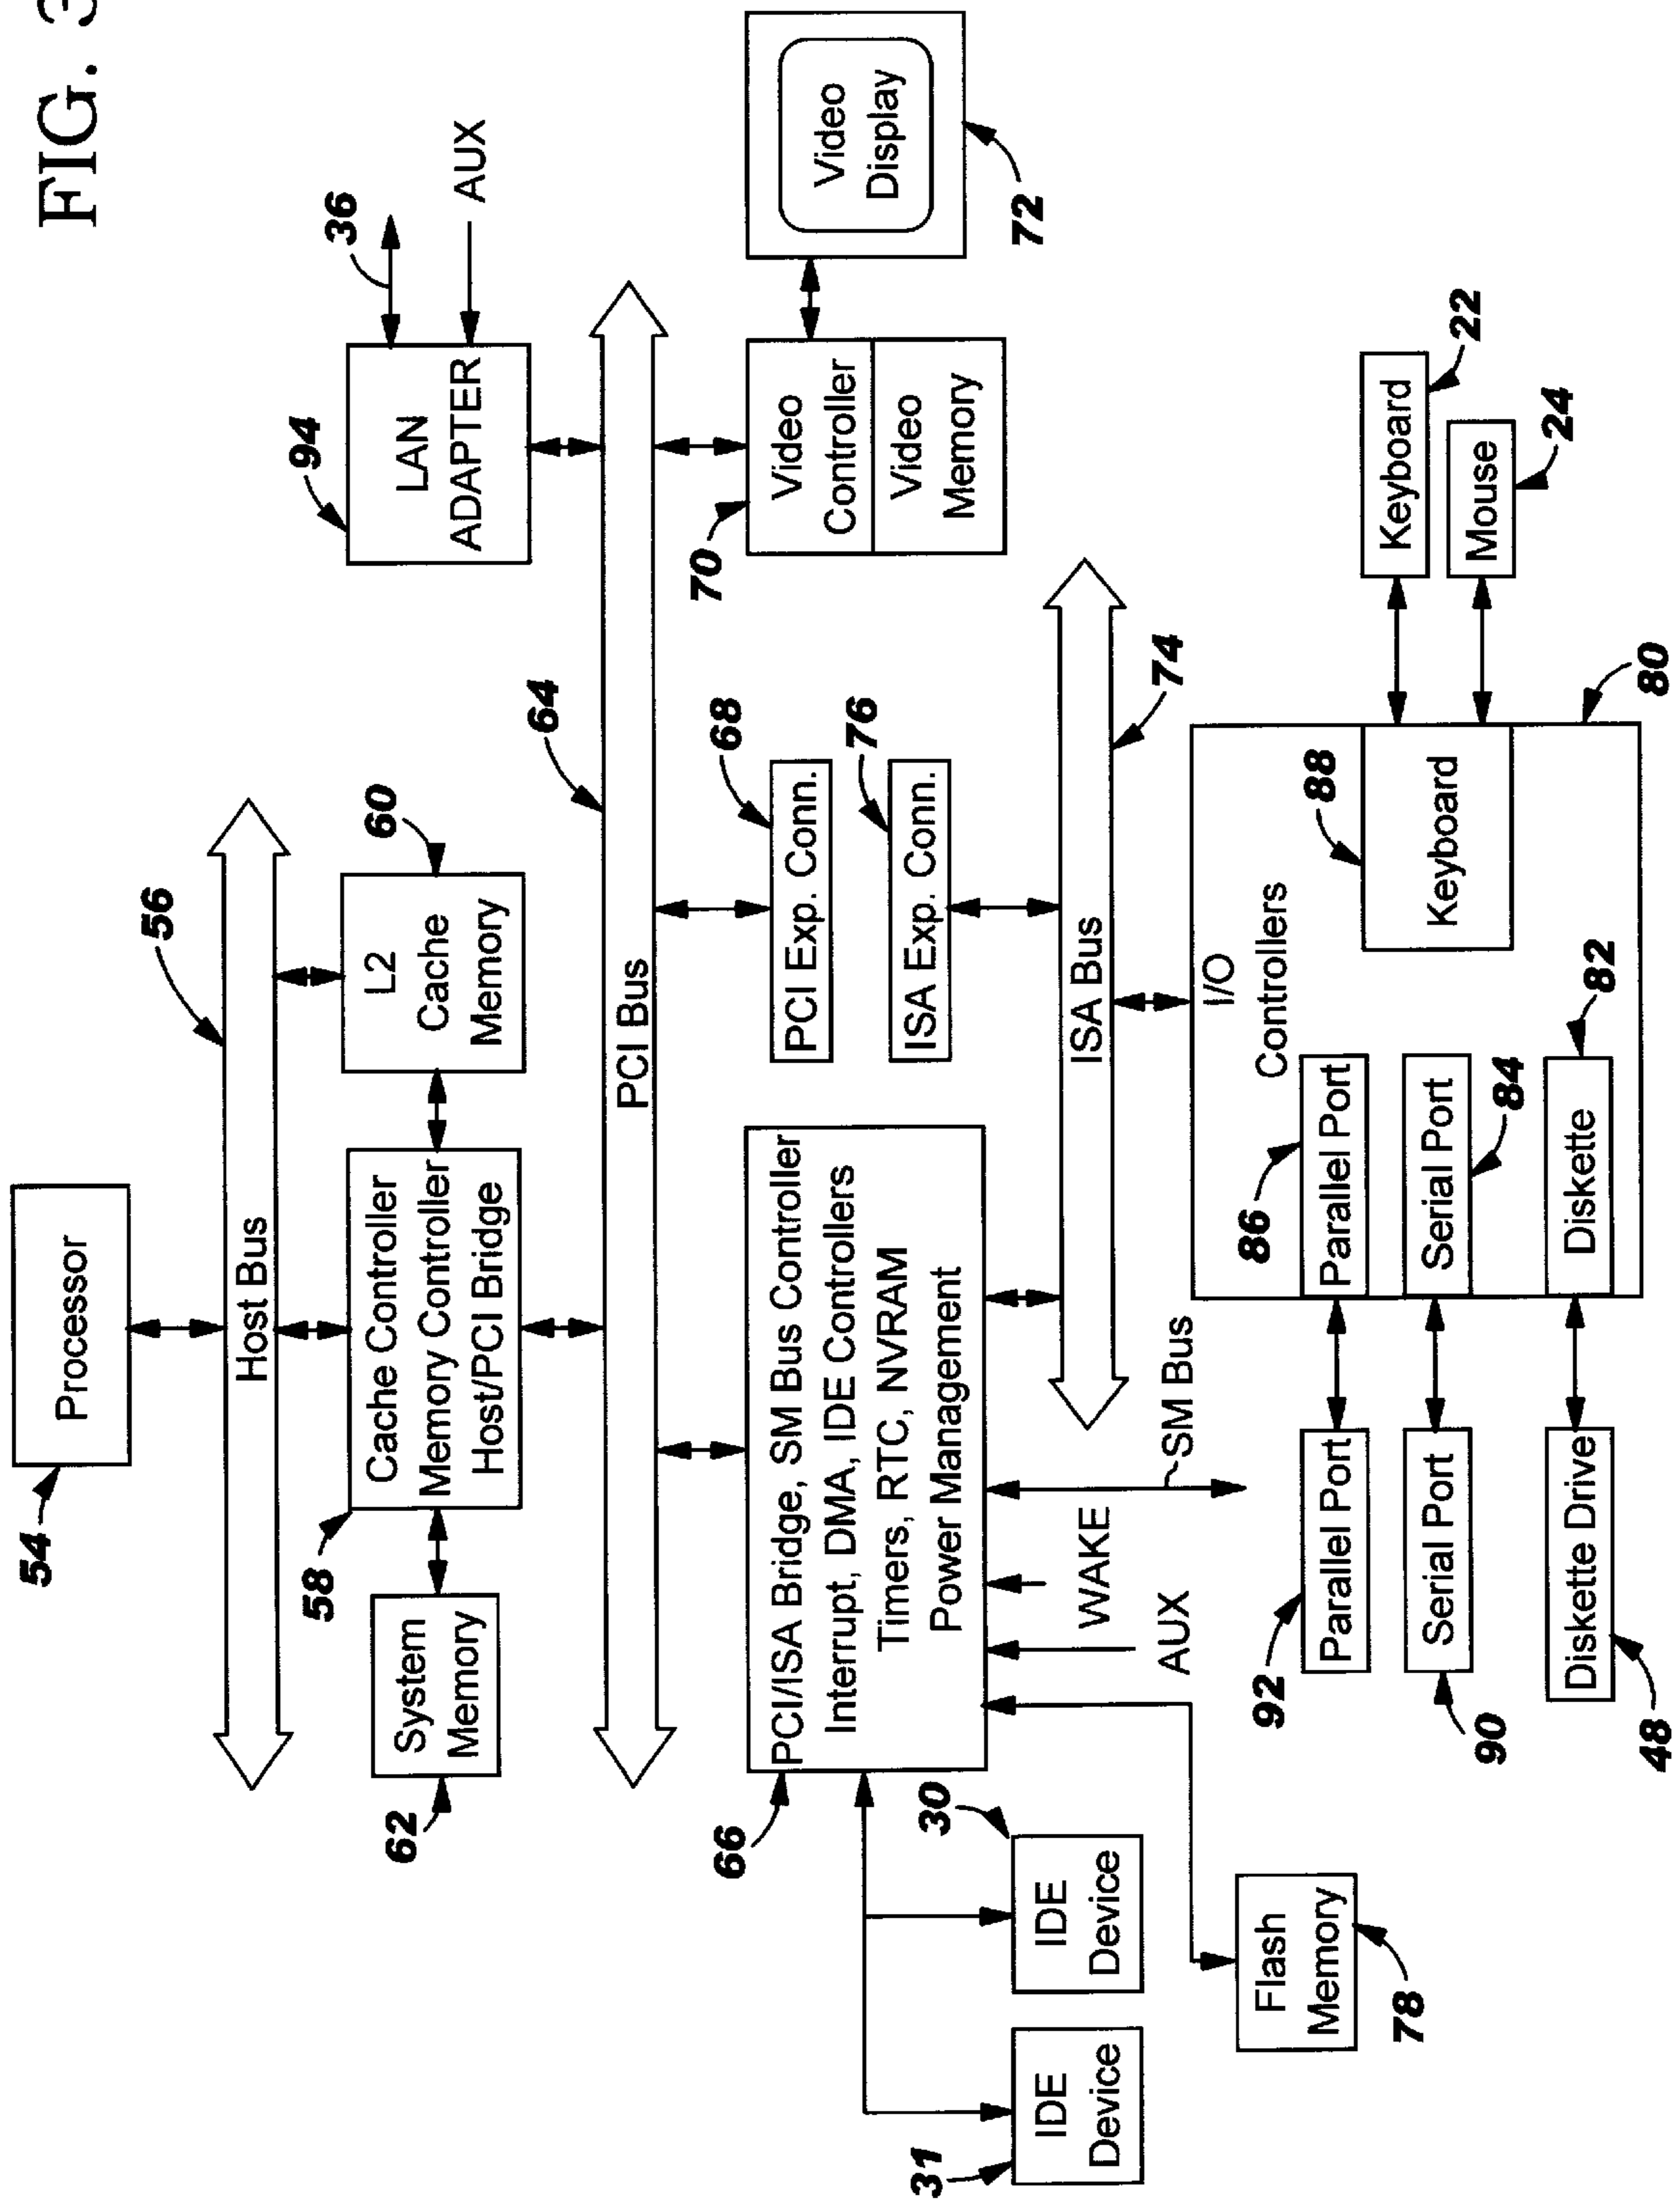 FIG. 3
54
Processor
56
Host Bus
62
System
Memory
58
Cache Controller
Memory Controller
Host/PCI Bridge
60
L2
Cache
Memory
94
LAN
ADAPTER
36
AUX
64
PCI Bus
66
PCI/ISA Bridge, SM Bus Controller
Interrupt, DMA, IDE Controllers
Timers, RTC, NVRAM
Power Management
68
PCI Exp. Conn.
76
ISA Exp. Conn.
70
Video
Controller
Video
Memory
Video
Display
72
31
IDE
Device
30
IDE
Device
78
Flash
Memory
AUX
WAKE
SM Bus
ISA Bus
74
I/O
Controllers
80
92
Parallel Port
86
Parallel Port
90
Serial Port
Serial Port
84
48
Diskette Drive
Diskette
82
88
Keyboard
Keyboard
22
Mouse
24